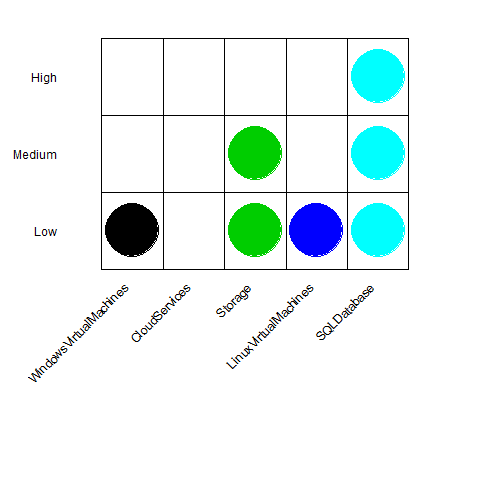 High
Medium
Low
WindowsVirtualMachines
CloudServices
Storage
LinuxVirtualMachines
SQLDatabase